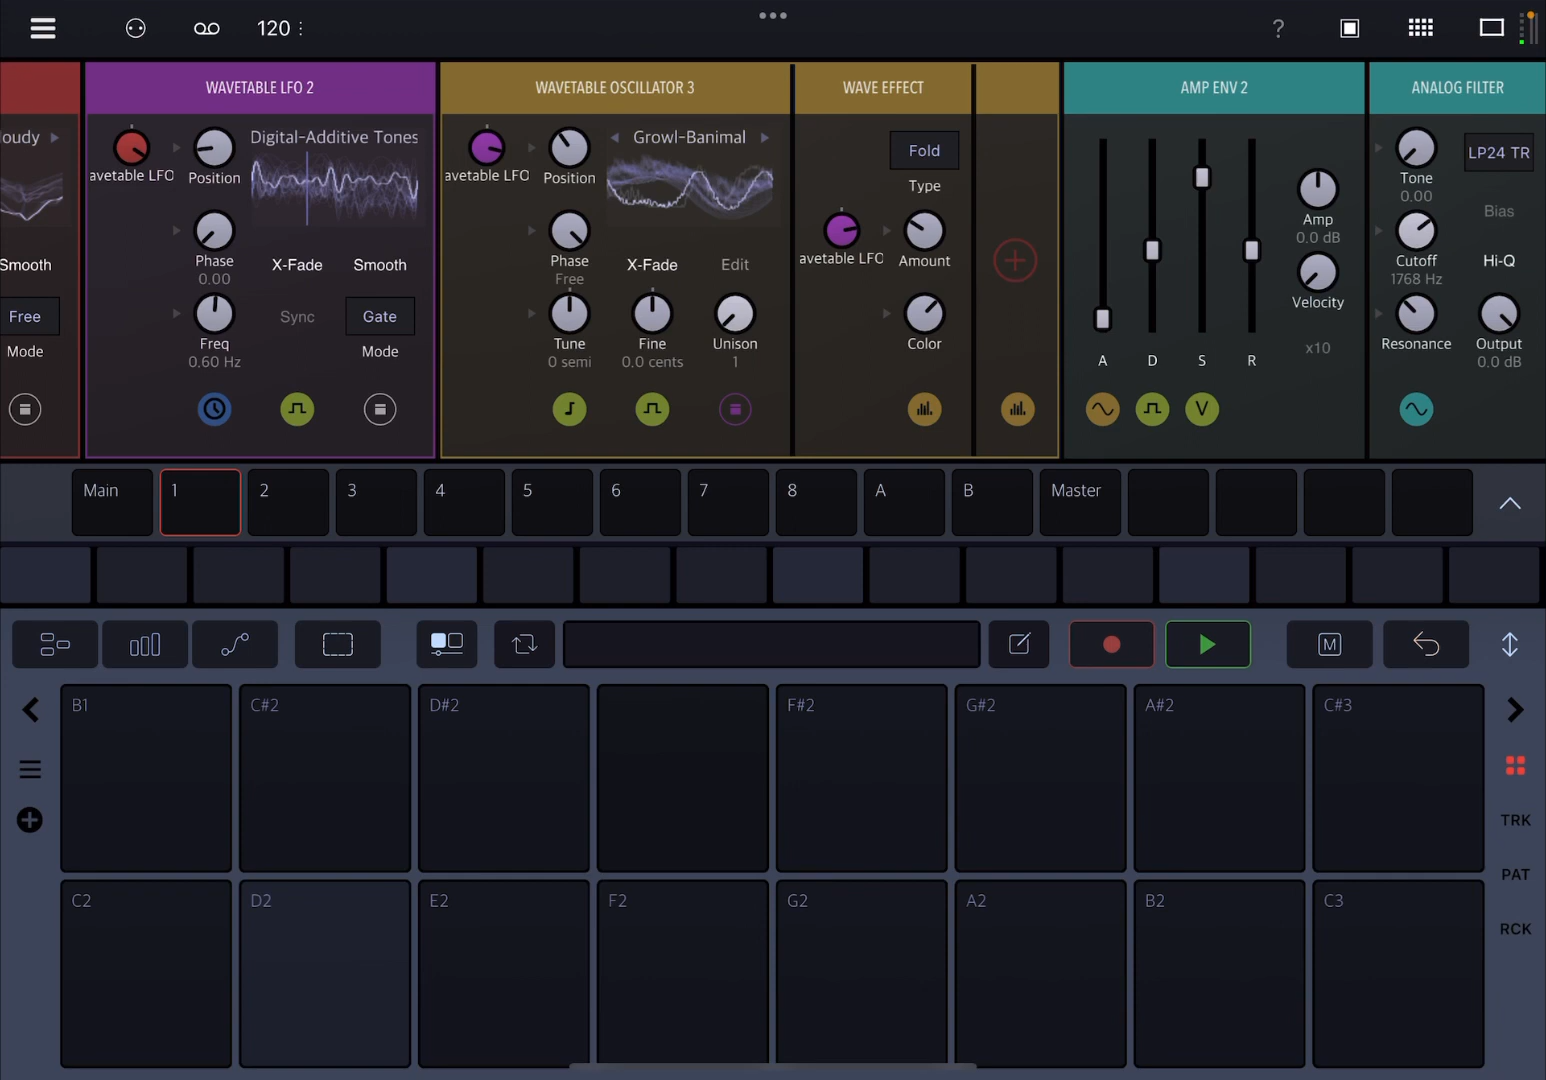 120
?
WAVETABLE LFO 2
WAVETABLE OSCILLATOR 3
WAVE EFFECT
AMP ENV 2
ANALOG FILTER
oudy
Digital-Additive Tones
Growl-Banimal
Fold
LP24 TR
avetable LFO
Position
avetable LFO
Position
Type
Tone
0.00
Amp
0.0 dB
Bias
Smooth
Phase
0.00
X-Fade
Smooth
Phase
Free
X-Fade
Edit
avetable LFO
Amount
Cutoff
1768 Hz
Hi-Q
Velocity
Free
Mode
Freq
0.60 Hz
Sync
Gate
Mode
Tune
0 semi
Fine
0.0 cents
Unison
1
Color
x10
Resonance
Output
0.0 dB
A
D
S
R
V
Main
1
2
3
4
5
6
7
8
A
B
Master
M
B1
C#2
D#2
F#2
G#2
A#2
C#3
TRK
PAT
C2
D2
E2
F2
G2
A2
B2
C3
RCK